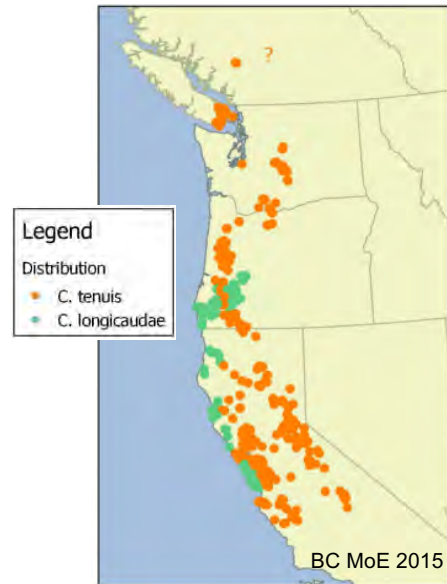 ?
Legend
Distribution
C. tenuis
C. longicaudae
BC MoE 2015